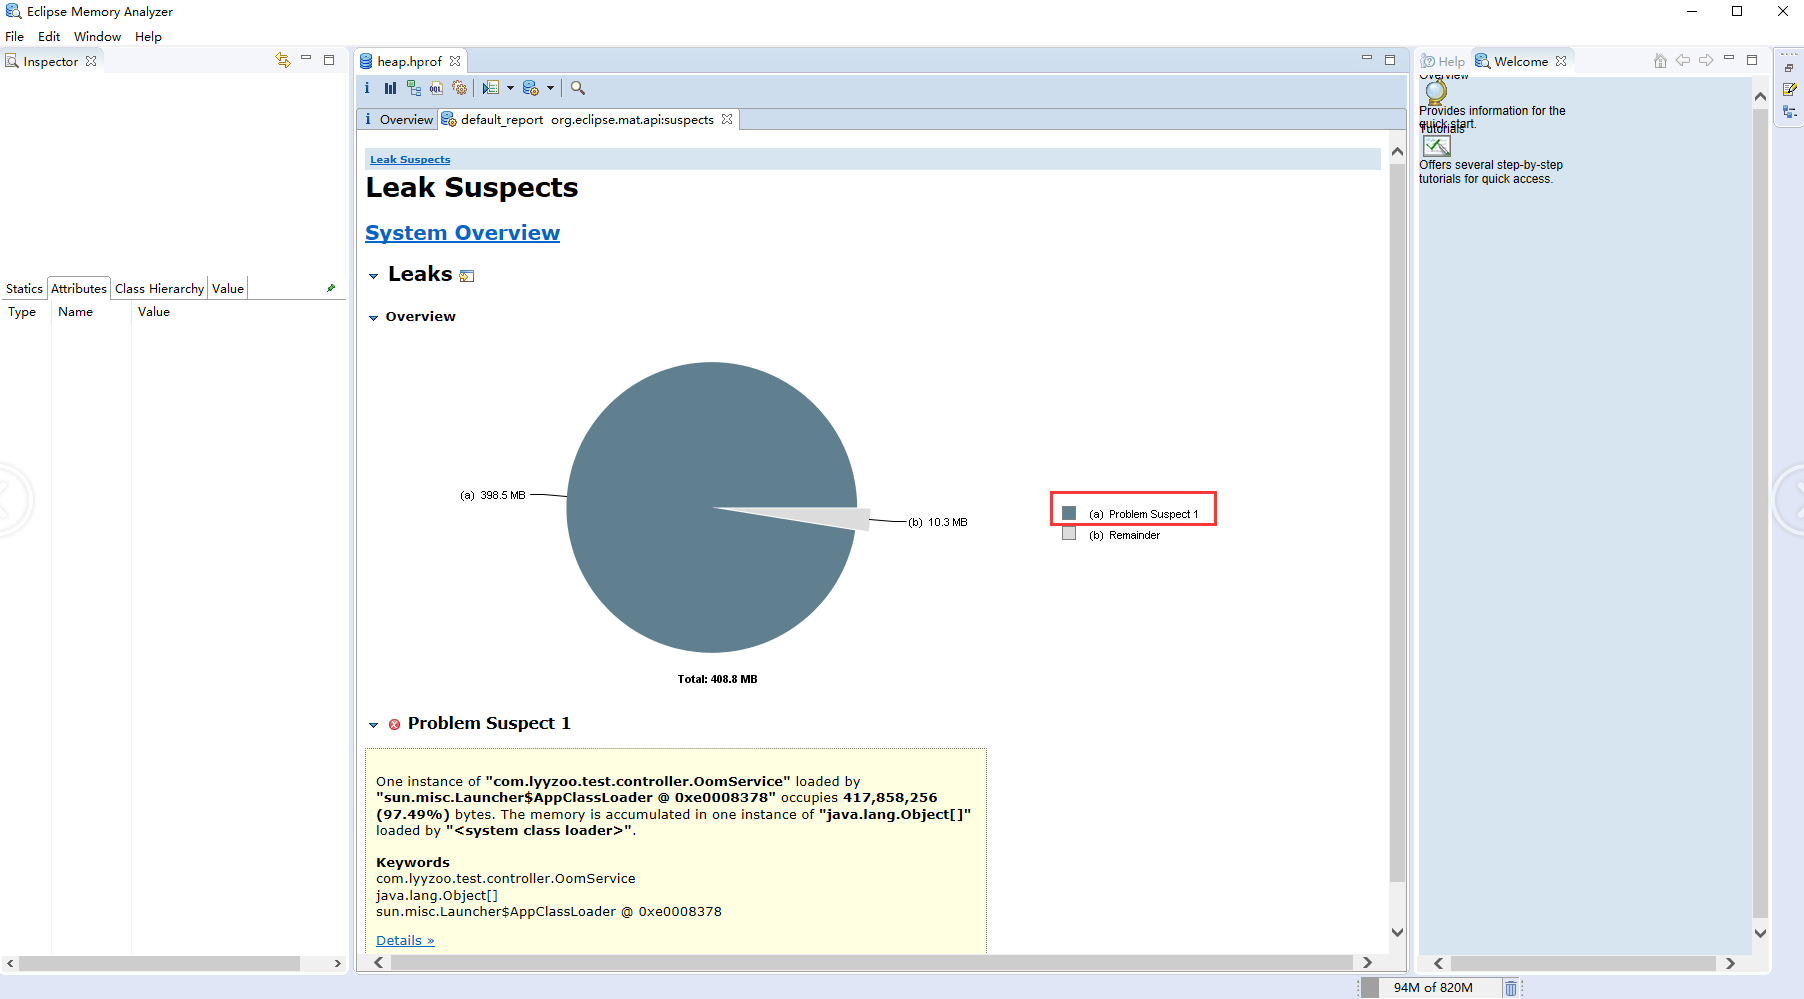 Eclipse Memory Analyzer
File Edit Window Help
Inspector
Statics Attributes Class Hierarchy Value
Type Name Value
heap.hprof
i OQL
i Overview default_report org.eclipse.mat.api:suspects
Leak Suspects
Leak Suspects
System Overview
Leaks
Overview
(a) 398.5 MB
(b) 10.3 MB
(a) Problem Suspect 1
(b) Remainder
Total: 408.8 MB
Problem Suspect 1
One instance of "com.lyyzoo.test.controller.OomService" loaded by
"sun.misc.Launcher$AppClassLoader @ 0xe0008378" occupies 417,858,256
(97.49%) bytes. The memory is accumulated in one instance of "java.lang.Object[]"
loaded by "<system class loader>".
Keywords
com.lyyzoo.test.controller.OomService
java.lang.Object[]
sun.misc.Launcher$AppClassLoader @ 0xe0008378
Details »
Help Welcome
Overview
Provides information for the
quick start.
Tutorials
Offers several step-by-step
tutorials for quick access.
94M of 820M